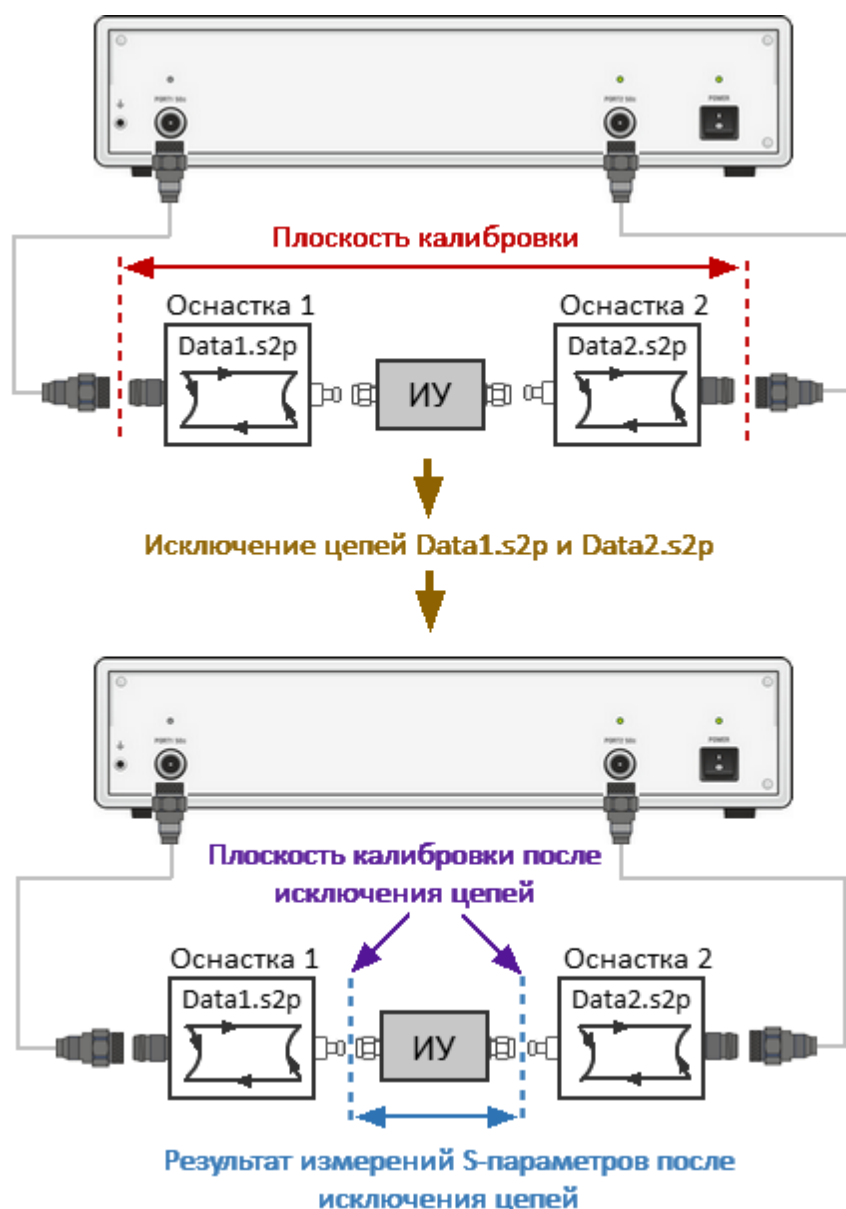 PORT1 50Ω
PORT2 50Ω
POWER
Плоскость калибровки
Оснастка 1
Оснастка 2
Data1.s2p
ИУ
Data2.s2p
Исключение цепей Data1.s2p и Data2.s2p
PORT1 50Ω
PORT2 50Ω
POWER
Плоскость калибровки после
исключения цепей
Оснастка 1
Оснастка 2
Data1.s2p
ИУ
Data2.s2p
Результат измерений S-параметров после
исключения цепей